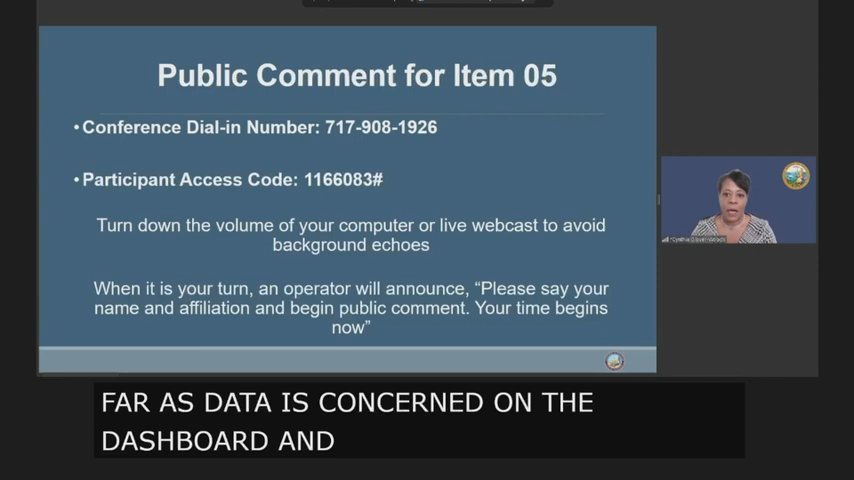 Public Comment for Item 05
• Conference Dial-in Number: 717-908-1926
• Participant Access Code: 1166083#
Turn down the volume of your computer or live webcast to avoid
background echoes
When it is your turn, an operator will announce, “Please say your
name and affiliation and begin public comment. Your time begins
now”
FAR AS DATA IS CONCERNED ON THE
DASHBOARD AND